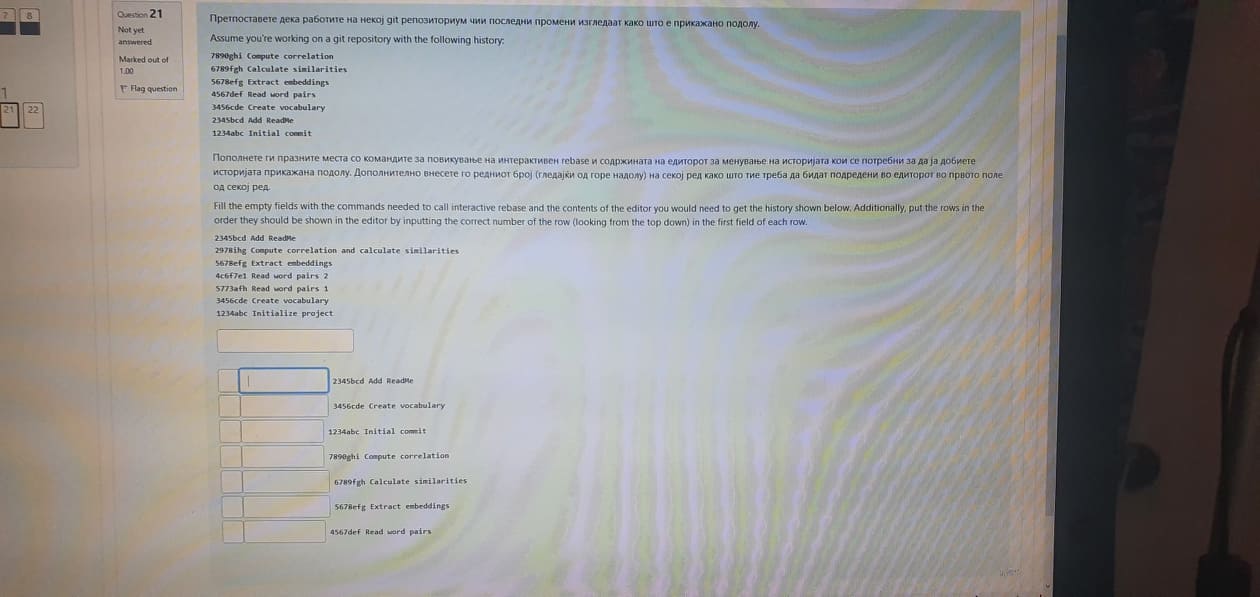 7 8
1
21 22
Question 21
Not yet
answered
Marked out of
1.00
Flag question
Претпоставете дека работите на некој git репозиториум чии последни промени изгледаат како што е прикажано подолу.
Assume you're working on a git repository with the following history:
7890ghi Compute correlation
6789fgh Calculate similarities
5678efg Extract embeddings
4567def Read word pairs
3456cde Create vocabulary
2345bcd Add ReadMe
1234abc Initial commit
Пополнете ги празните места со командите за повикување на интерактивен rebase и содржината на едиторот за менување на историјата кои се потребни за да ја добиете
историјата прикажана подолу. Дополнително внесете го редниот број (гледајќи од горе надолу) на секој ред како што тие треба да бидат подредени во едиторот во првото поле
од секој ред.
Fill the empty fields with the commands needed to call interactive rebase and the contents of the editor you would need to get the history shown below. Additionally, put the rows in the
order they should be shown in the editor by inputting the correct number of the row (looking from the top down) in the first field of each row.
2345bcd Add ReadMe
2978ihg Compute correlation and calculate similarities
5678efg Extract embeddings
4c6f7e1 Read word pairs 2
5773afh Read word pairs 1
3456cde Create vocabulary
1234abc Initialize project
2345bcd Add ReadMe
3456cde Create vocabulary
1234abc Initial commit
7890ghi Compute correlation
6789fgh Calculate similarities
5678efg Extract embeddings
4567def Read word pairs